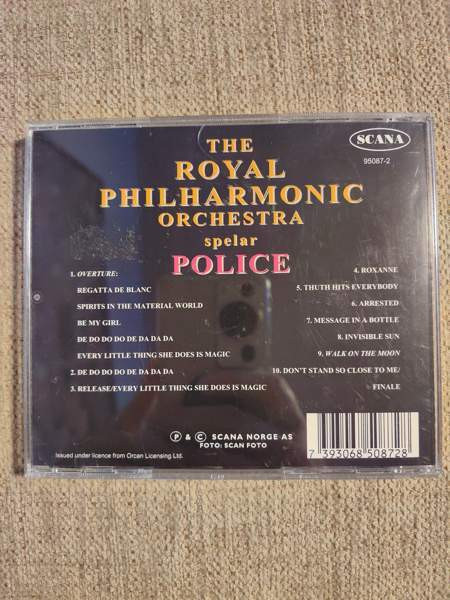 SCANA
95087-2
THE
ROYAL
PHILHARMONIC
ORCHESTRA
spelar
POLICE
1. OVERTURE:
REGATTA DE BLANC
SPIRITS IN THE MATERIAL WORLD
BE MY GIRL
DE DO DO DO DE DA DA DA
EVERY LITTLE THING SHE DOES IS MAGIC
2. DE DO DO DO DE DA DA DA
3. RELEASE/EVERY LITTLE THING SHE DOES IS MAGIC
4. ROXANNE
5. THUTH HITS EVERYBODY
6. ARRESTED
7. MESSAGE IN A BOTTLE
8. INVISIBLE SUN
9. WALK ON THE MOON
10. DON'T STAND SO CLOSE TO ME/
FINALE
℗ & © SCANA NORGE AS
FOTO: SCAN FOTO
Issued under licence from Orcan Licensing Ltd.
7 393068 508728